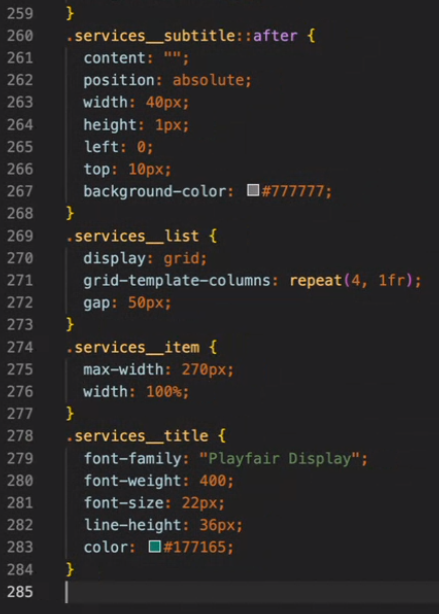 259 }
260 .services__subtitle::after {
261 content: "";
262 position: absolute;
263 width: 40px;
264 height: 1px;
265 left: 0;
266 top: 10px;
267 background-color: #777777;
268 }
269 .services__list {
270 display: grid;
271 grid-template-columns: repeat(4, 1fr);
272 gap: 50px;
273 }
274 .services__item {
275 max-width: 270px;
276 width: 100%;
277 }
278 .services__title {
279 font-family: "Playfair Display";
280 font-weight: 400;
281 font-size: 22px;
282 line-height: 36px;
283 color: #177165;
284 }
285